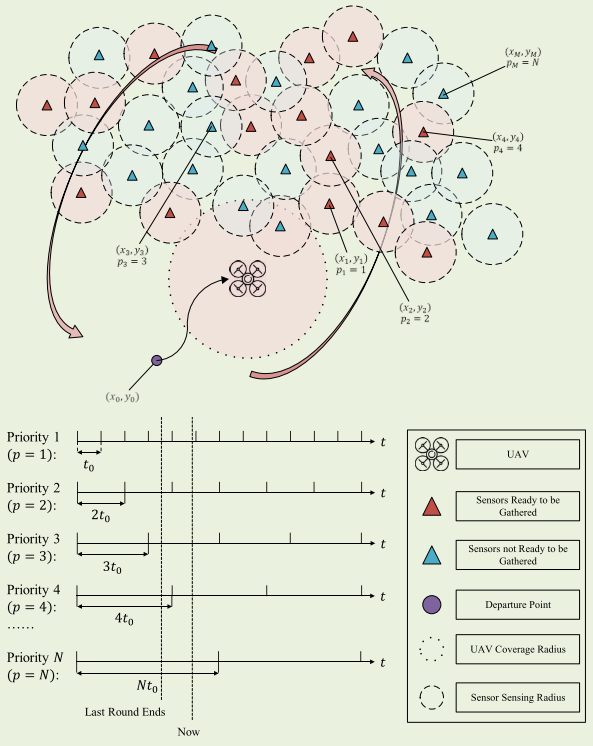 (x_M, y_M)
p_M = N
(x_4, y_4)
p_4 = 4
(x_3, y_3)
p_3 = 3
(x_1, y_1)
p_1 = 1
(x_2, y_2)
p_2 = 2
(x_0, y_0)
Priority 1
(p = 1):
t
t_0
Priority 2
(p = 2):
t
2t_0
Priority 3
(p = 3):
t
3t_0
Priority 4
(p = 4):
t
4t_0
......
Priority N
(p = N):
t
Nt_0
Last Round Ends
Now
UAV
Sensors Ready to be
Gathered
Sensors not Ready to be
Gathered
Departure Point
UAV Coverage Radius
Sensor Sensing Radius